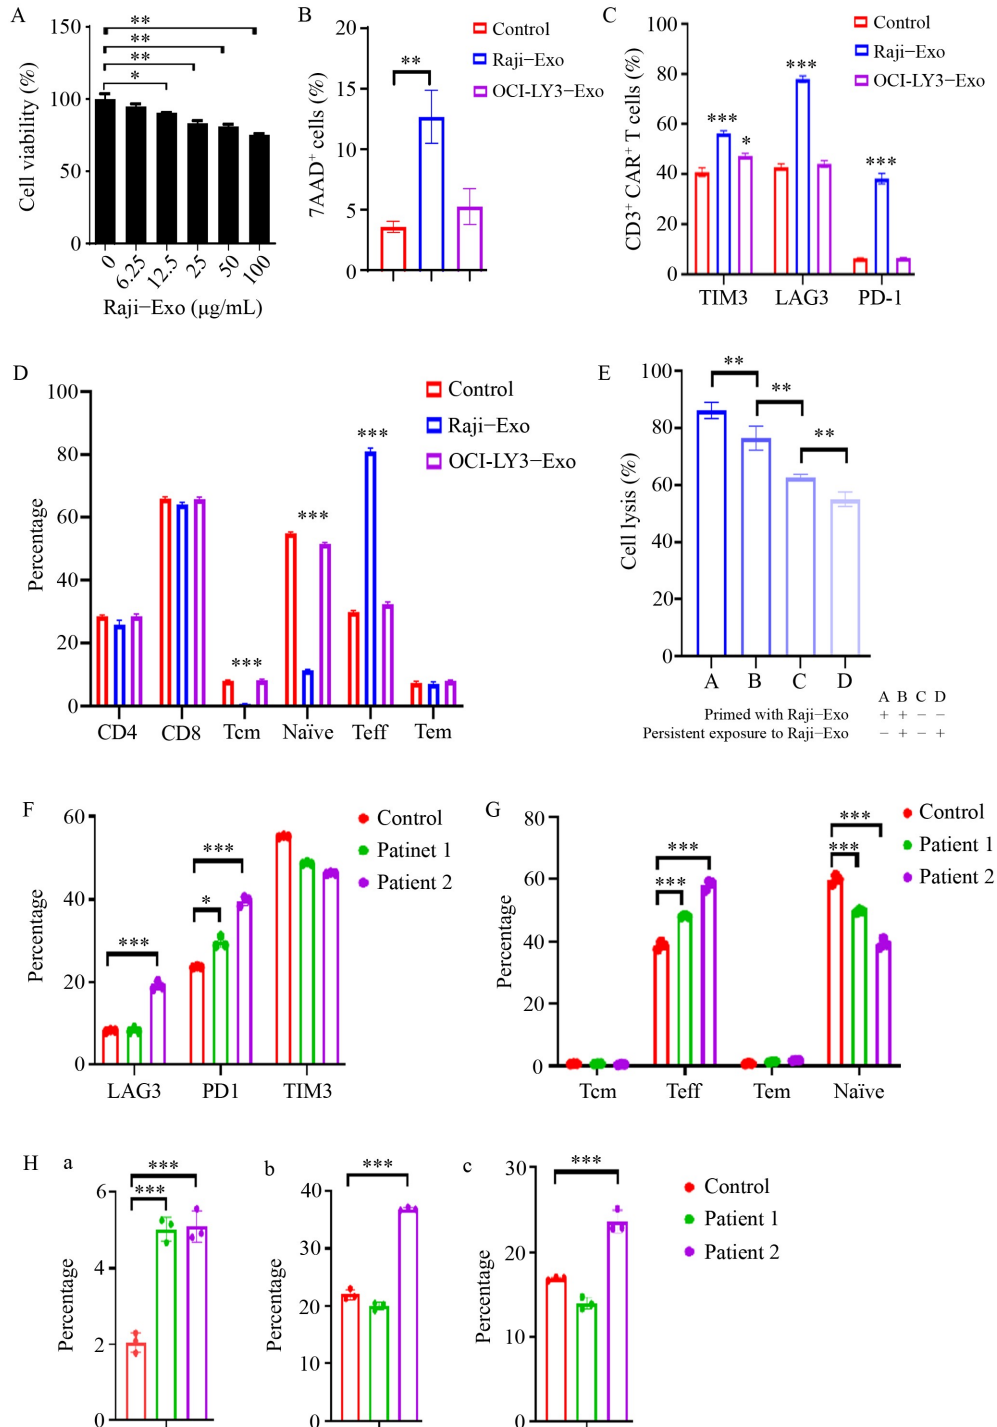 A
150
100
50
0
Cell viability (%)
**
**
**
*
0 6.25 12.5 25 50 100
Raji−Exo (μg/mL)
B
20
15
10
5
0
7AAD+ cells (%)
**
Control
Raji−Exo
OCI-LY3−Exo
C
100
80
60
40
20
0
CD3+ CAR+ T cells (%)
***
*
***
***
TIM3 LAG3 PD-1
Control
Raji−Exo
OCI-LY3−Exo
D
100
80
60
40
20
0
Percentage
***
***
***
CD4 CD8 Tcm Naïve Teff Tem
Control
Raji−Exo
OCI-LY3−Exo
E
100
80
60
40
20
0
Cell lysis (%)
**
**
**
A B C D
A B C D
Primed with Raji−Exo + + − −
Persistent exposure to Raji−Exo − + − +
F
60
40
20
0
Percentage
***
*
***
LAG3 PD1 TIM3
Control
Patinet 1
Patient 2
G
80
60
40
20
0
Percentage
***
***
***
***
Tcm Teff Tem Naïve
Control
Patient 1
Patient 2
H
a
6
4
2
0
Percentage
***
***
b
40
30
20
10
0
Percentage
***
c
30
20
10
0
Percentage
***
Control
Patient 1
Patient 2